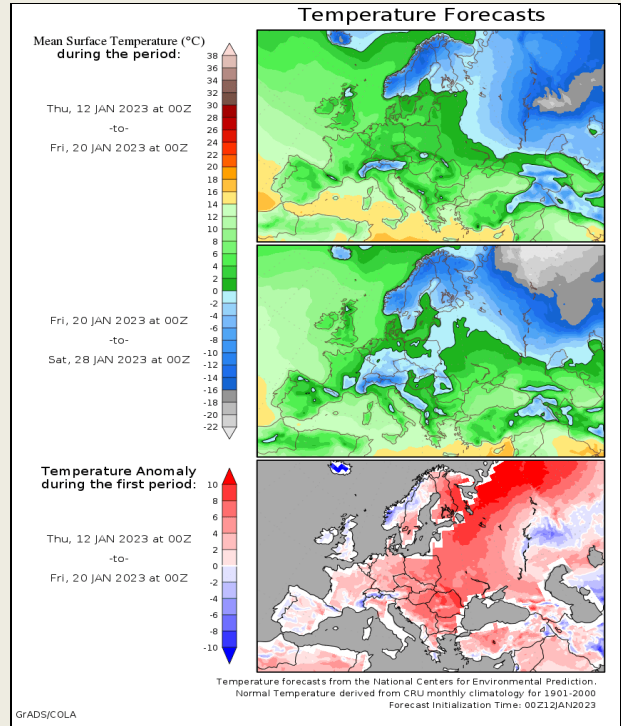 Temperature Forecasts
Mean Surface Temperature (°C)
during the period:
38
36
34
32
30
28
26
24
22
20
18
16
14
12
10
8
6
4
2
0
-2
-4
-6
-8
-10
-12
-14
-16
-18
-20
-22
Thu, 12 JAN 2023 at 00Z
-to-
Fri, 20 JAN 2023 at 00Z
Fri, 20 JAN 2023 at 00Z
-to-
Sat, 28 JAN 2023 at 00Z
Temperature Anomaly
during the first period:
10
8
6
4
2
0
-2
-4
-6
-8
-10
Thu, 12 JAN 2023 at 00Z
-to-
Fri, 20 JAN 2023 at 00Z
Temperature forecasts from the National Centers for Environmental Prediction.
Normal Temperature derived from CRU monthly climatology for 1901-2000
Forecast Initialization Time: 00Z12JAN2023
GrADS/COLA